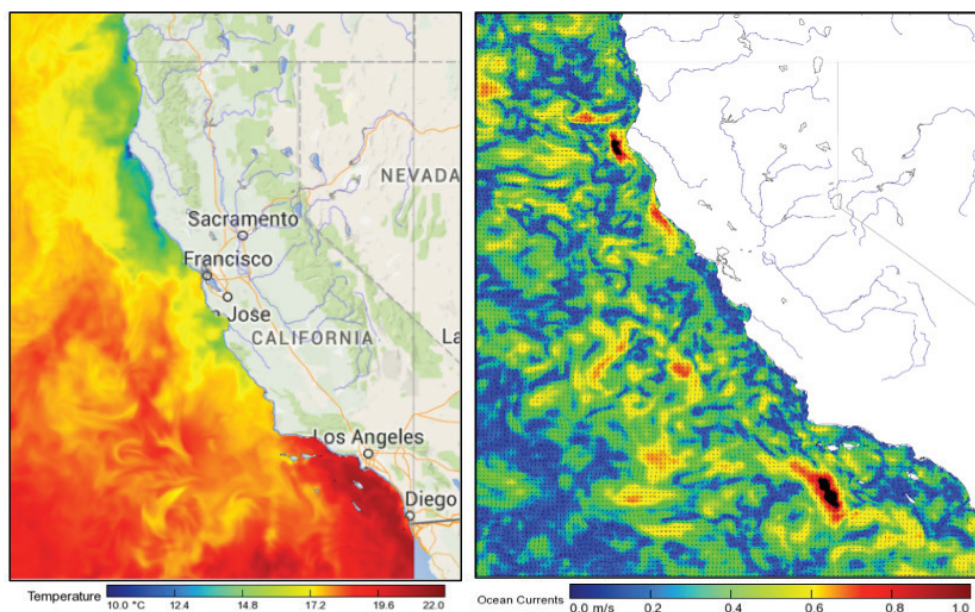 NEVADA
Sacramento
Francisco
Jose
CALIFORNIA
La
Los Angeles
Diego
Temperature 10.0 °C 12.4 14.8 17.2 19.6 22.0
Ocean Currents 0.0 m/s 0.2 0.4 0.6 0.8 1.0